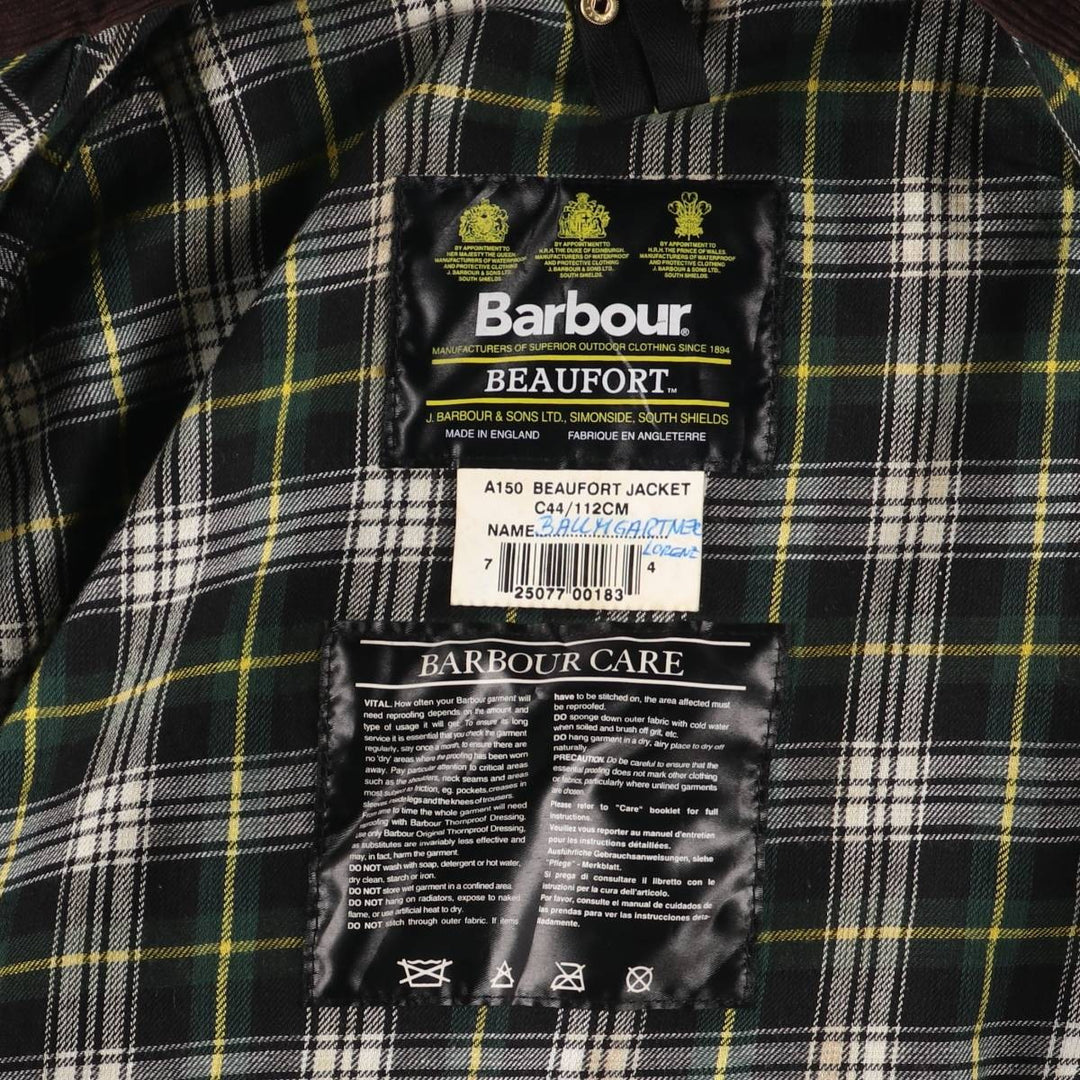 BY APPOINTMENT TO
HER MAJESTY THE QUEEN
MANUFACTURERS OF WATERPROOF
AND PROTECTIVE CLOTHING
J. BARBOUR & SONS LTD.
SOUTH SHIELDS
BY APPOINTMENT TO
H.R.H. THE DUKE OF EDINBURGH
MANUFACTURERS OF WATERPROOF
AND PROTECTIVE CLOTHING
J. BARBOUR & SONS LTD.
SOUTH SHIELDS
BY APPOINTMENT TO
H.R.H. THE PRINCE OF WALES
MANUFACTURERS OF WATERPROOF
AND PROTECTIVE CLOTHING
J. BARBOUR & SONS LTD.
SOUTH SHIELDS
Barbour®
MANUFACTURERS OF SUPERIOR OUTDOOR CLOTHING SINCE 1894
BEAUFORT™
J. BARBOUR & SONS LTD., SIMONSIDE, SOUTH SHIELDS
MADE IN ENGLAND FABRIQUE EN ANGLETERRE
A150 BEAUFORT JACKET
C44/112CM
NAME BAUMGARTNER
LORENZ
7 25077 00183 4
BARBOUR CARE
VITAL. How often your Barbour garment will
need reproofing depends on the amount and
type of usage it will get. To ensure its long
service it is essential that you check the garment
regularly, say once a month, to ensure there are
no 'dry' areas where the proofing has been worn
away. Pay particular attention to critical areas
such as the shoulders, neck seams and areas
most subject to friction, eg. pockets, creases in
sleeves, inside legs and the knees of trousers.
From time to time the whole garment will need
reproofing with Barbour Thornproof Dressing,
use only Barbour Original Thornproof Dressing,
as substitutes are invariably less effective and
may, in fact, harm the garment.
DO NOT wash with soap, detergent or hot water,
dry clean, starch or iron.
DO NOT store wet garment in a confined area.
DO NOT hang on radiators, expose to naked
flame, or use artificial heat to dry.
DO NOT stitch through outer fabric. If items
have to be stitched on, the area affected must
be reproofed.
DO sponge down outer fabric with cold water
when soiled and brush off grit, etc.
DO hang garment in a dry, airy place to dry off
naturally.
PRECAUTION. Do be careful to ensure that the
essential proofing does not mark other clothing
or fabrics, particularly where unlined garments
are chosen.
Please refer to "Care" booklet for full
instructions.
Veuillez vous reporter au manuel d'entretien
pour les instructions détaillées.
Ausführliche Gebrauchsanweisungen, siehe
"Pflege" - Merkblatt.
Si prega di consultare il libretto con le
istruzioni per la cura dell'articolo.
Por favor, consulte el manual de cuidados de
las prendas para ver las instrucciones deta-
lladamente.